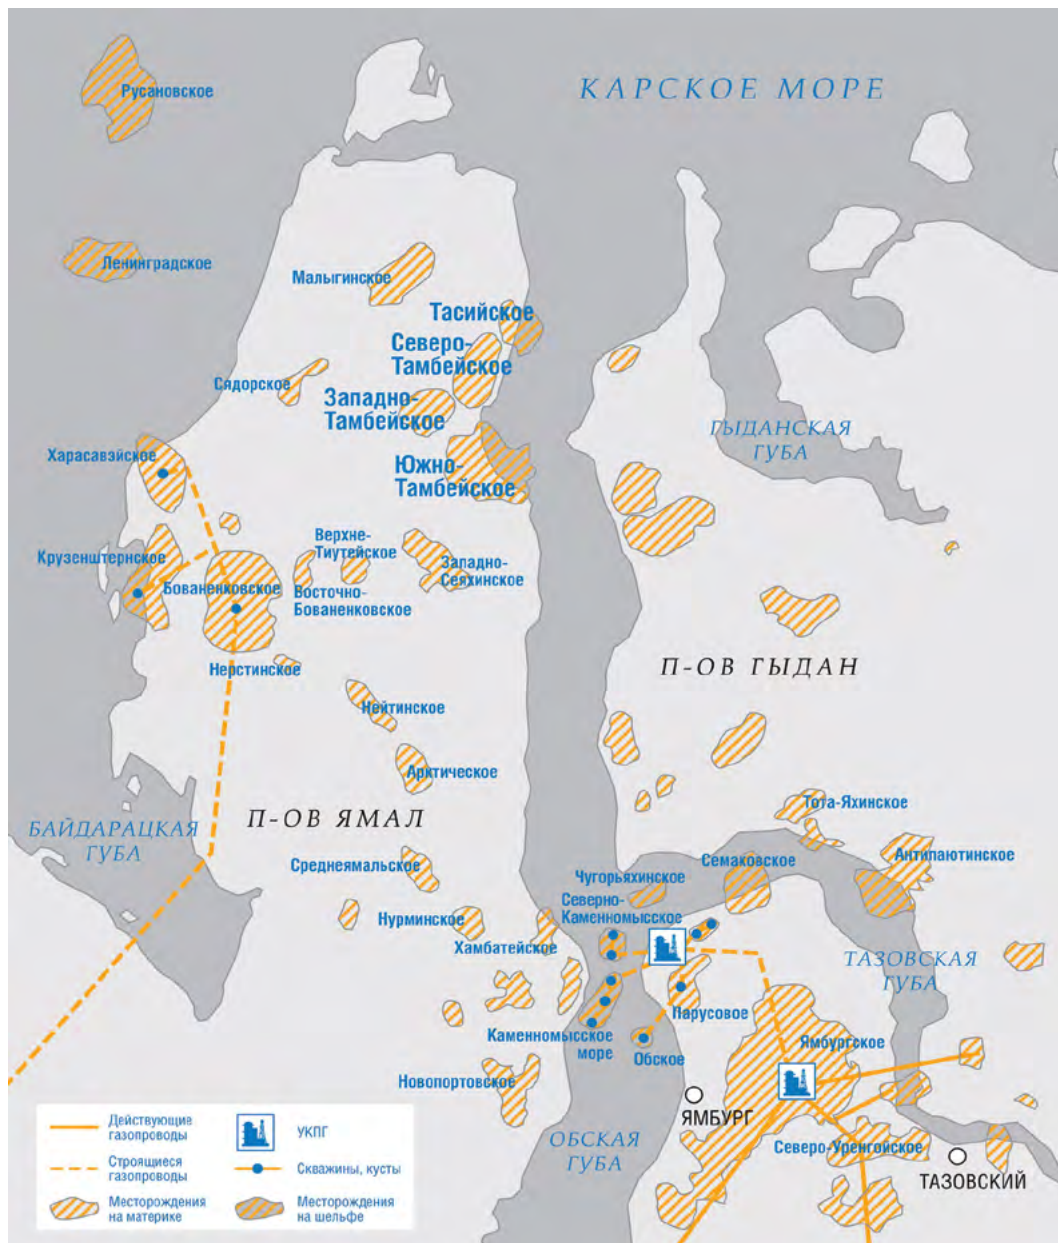 КАРСКОЕ МОРЕ
Русановское
Ленинградское
Малыгинское
Тасийское
Северо-
Тамбейское
Сядорское
Западно-
Тамбейское
ГЫДАНСКАЯ
ГУБА
Харасавэйское
Южно-
Тамбейское
Верхне-
Тиутейское
Крузенштернское
Западно-
Сеяхинское
Бованенковское
Восточно-
Бованенковское
Нерстинское
П-ОВ ГЫДАН
Нейтинское
Арктическое
Тота-Яхинское
П-ОВ ЯМАЛ
БАЙДАРАЦКАЯ
ГУБА
Антипаютинское
Семаковское
Среднеямальское
Чугорьяхинское
Северно-
Каменномысское
Нурминское
Хамбатейское
ТАЗОВСКАЯ
ГУБА
Парусовое
Каменномысское
море
Обское
Ямбургское
Новопортовское
ЯМБУРГ
ОБСКАЯ
ГУБА
Северо-Уренгойское
ТАЗОВСКИЙ
Действующие
газопроводы
УКПГ
Строящиеся
газопроводы
Скважины, кусты
Месторождения
на материке
Месторождения
на шельфе